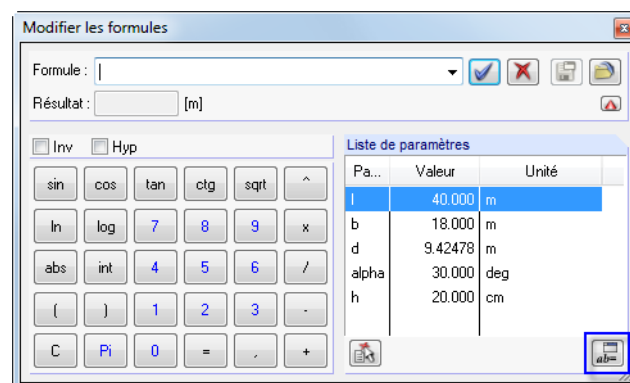 Modifier les formules
Formule :
Résultat : [m]
Inv Hyp
sin cos tan ctg sqrt ^
ln log 7 8 9 x
abs int 4 5 6 /
( ) 1 2 3 -
C Pi 0 = , +
Liste de paramètres
Pa... Valeur Unité
l 40.000 m
b 18.000 m
d 9.42478 m
alpha 30.000 deg
h 20.000 cm
ab=